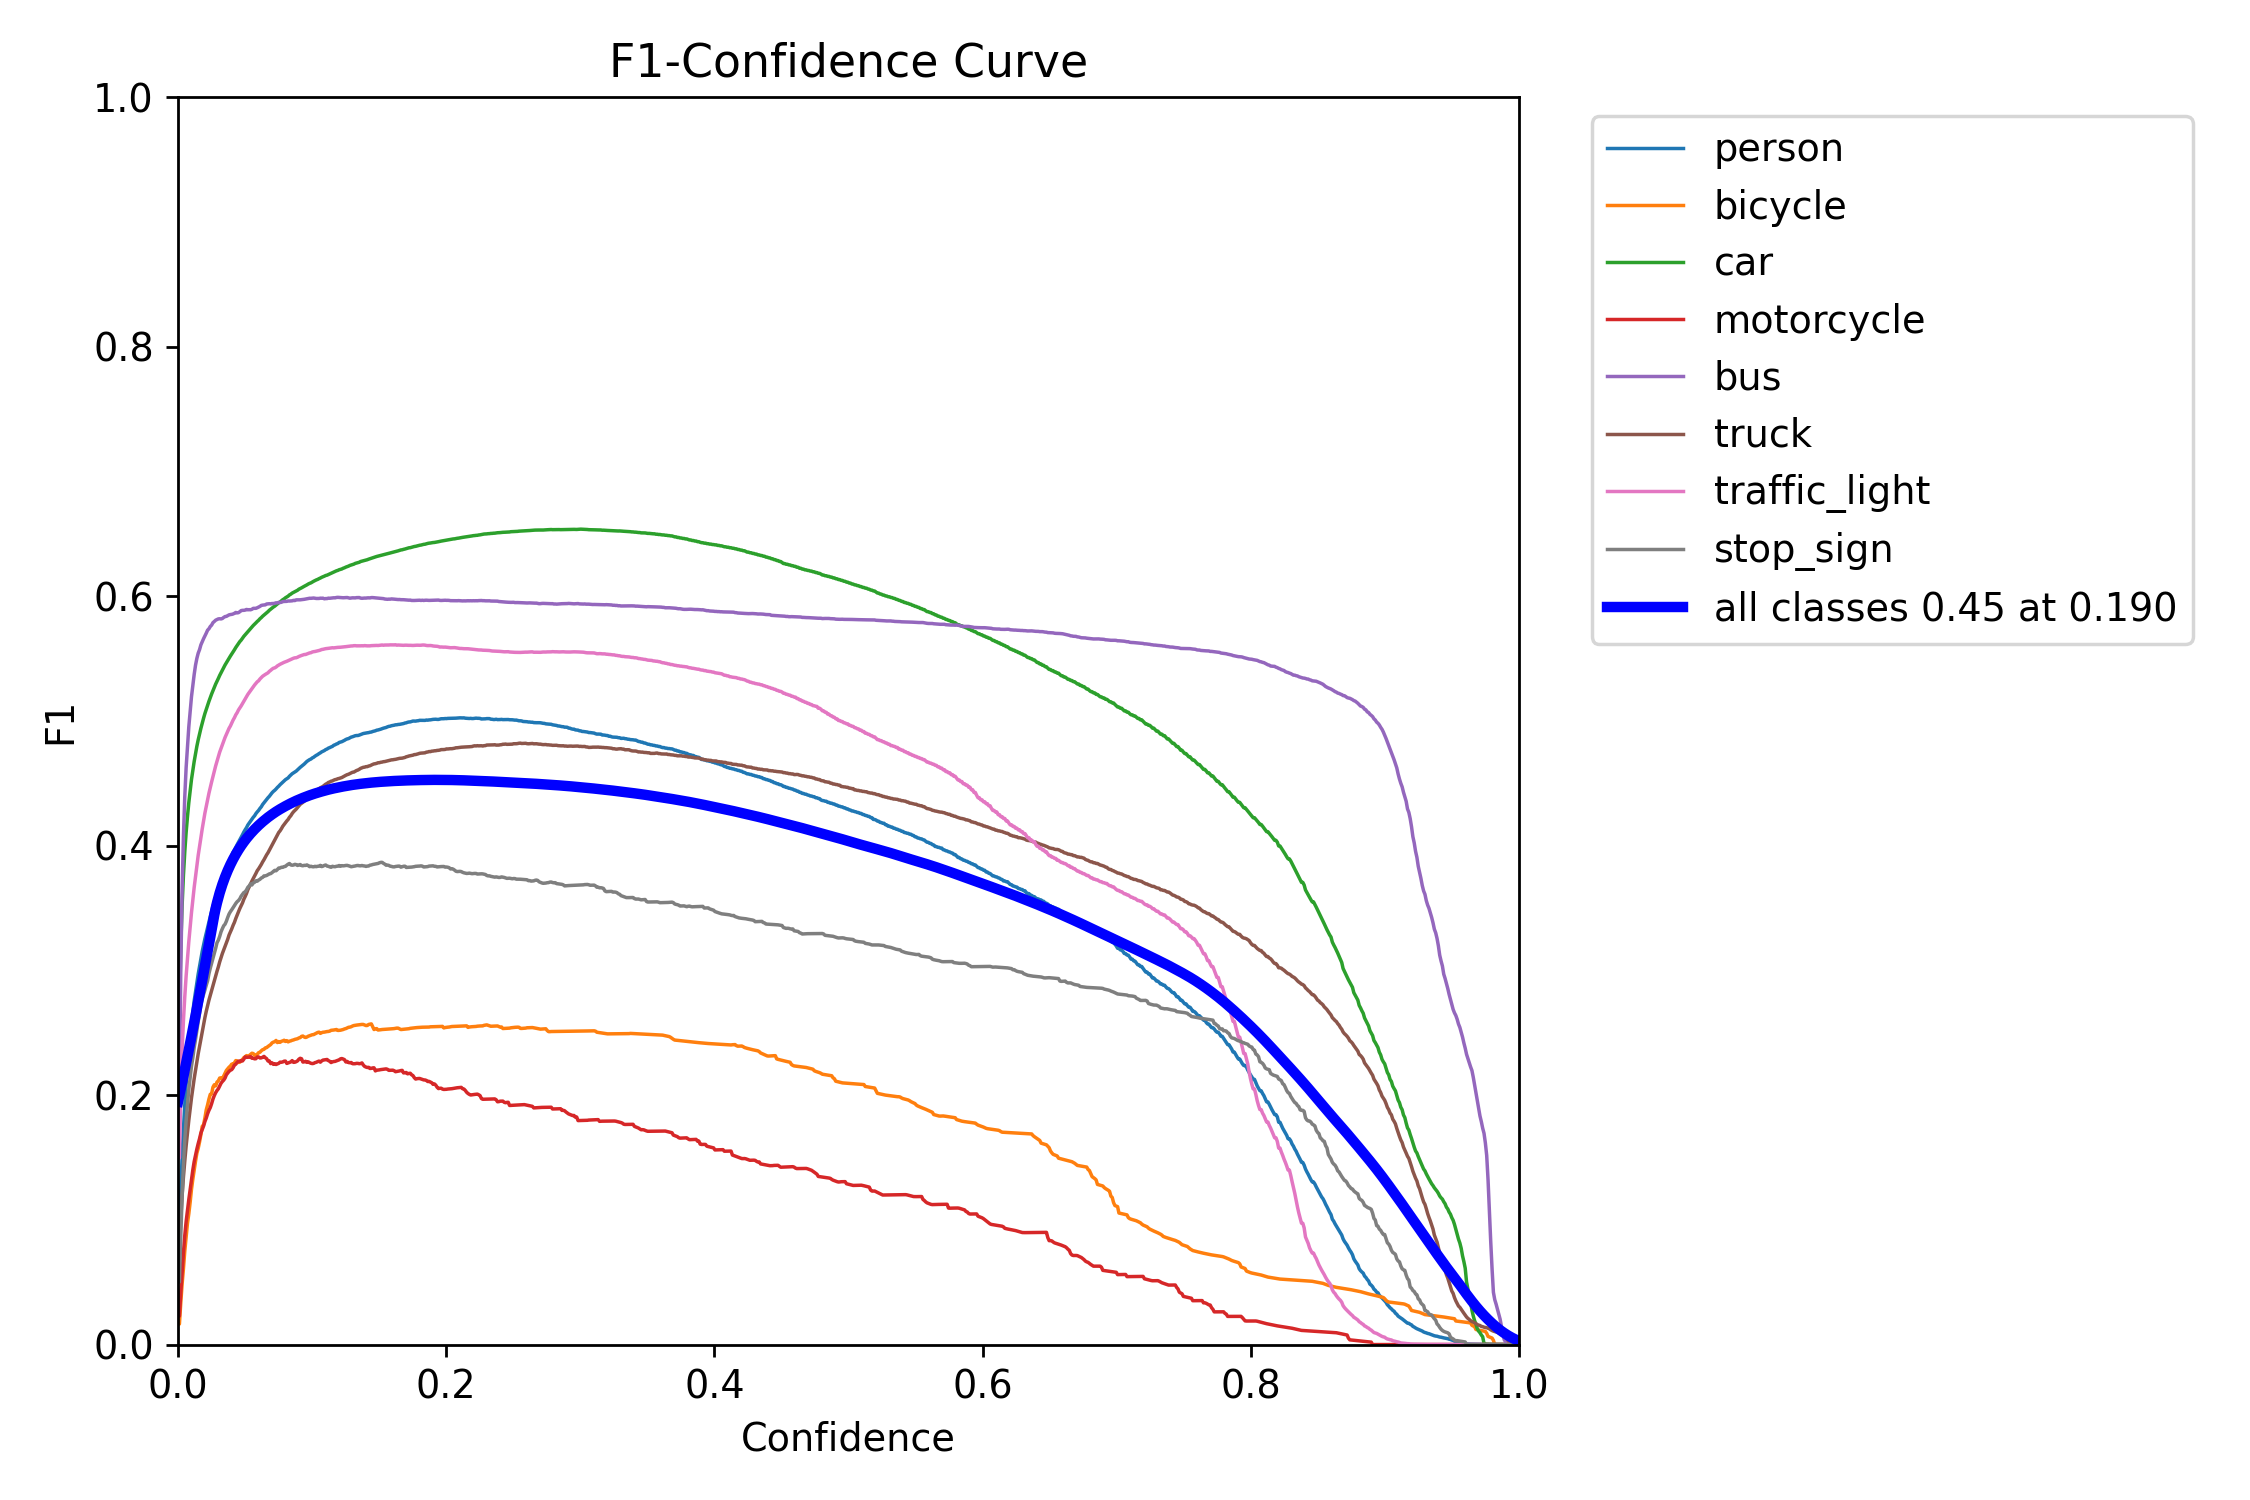 F1-Confidence Curve
1.0
0.8
0.6
0.4
0.2
0.0
F1
0.0 0.2 0.4 0.6 0.8 1.0
Confidence
person
bicycle
car
motorcycle
bus
truck
traffic_light
stop_sign
all classes 0.45 at 0.190